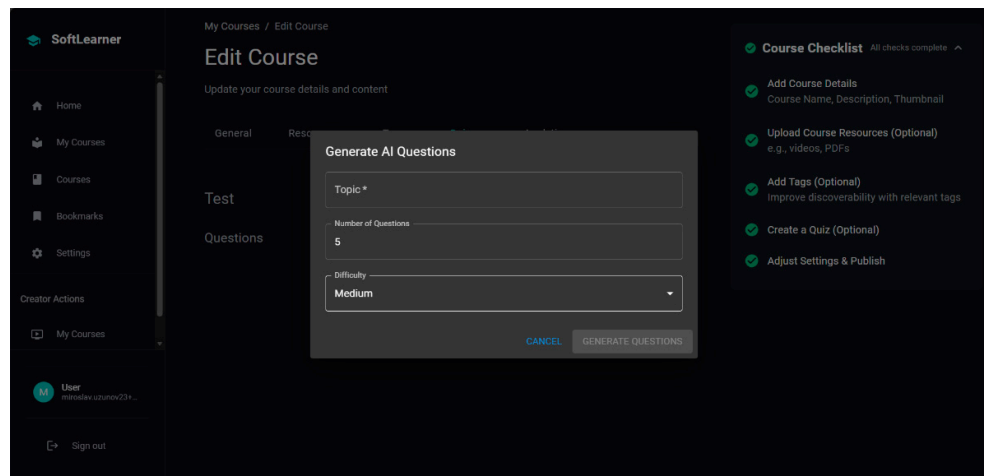 SoftLearner
Home
My Courses
Courses
Bookmarks
Settings
Creator Actions
My Courses
M
User
miroslav.uzunov23+...
Sign out
My Courses / Edit Course
Edit Course
Update your course details and content
General
Test
Questions
Generate AI Questions
Topic *
Number of Questions
5
Difficulty
Medium
CANCEL GENERATE QUESTIONS
Course Checklist All checks complete
Add Course Details
Course Name, Description, Thumbnail
Upload Course Resources (Optional)
e.g., videos, PDFs
Add Tags (Optional)
Improve discoverability with relevant tags
Create a Quiz (Optional)
Adjust Settings & Publish